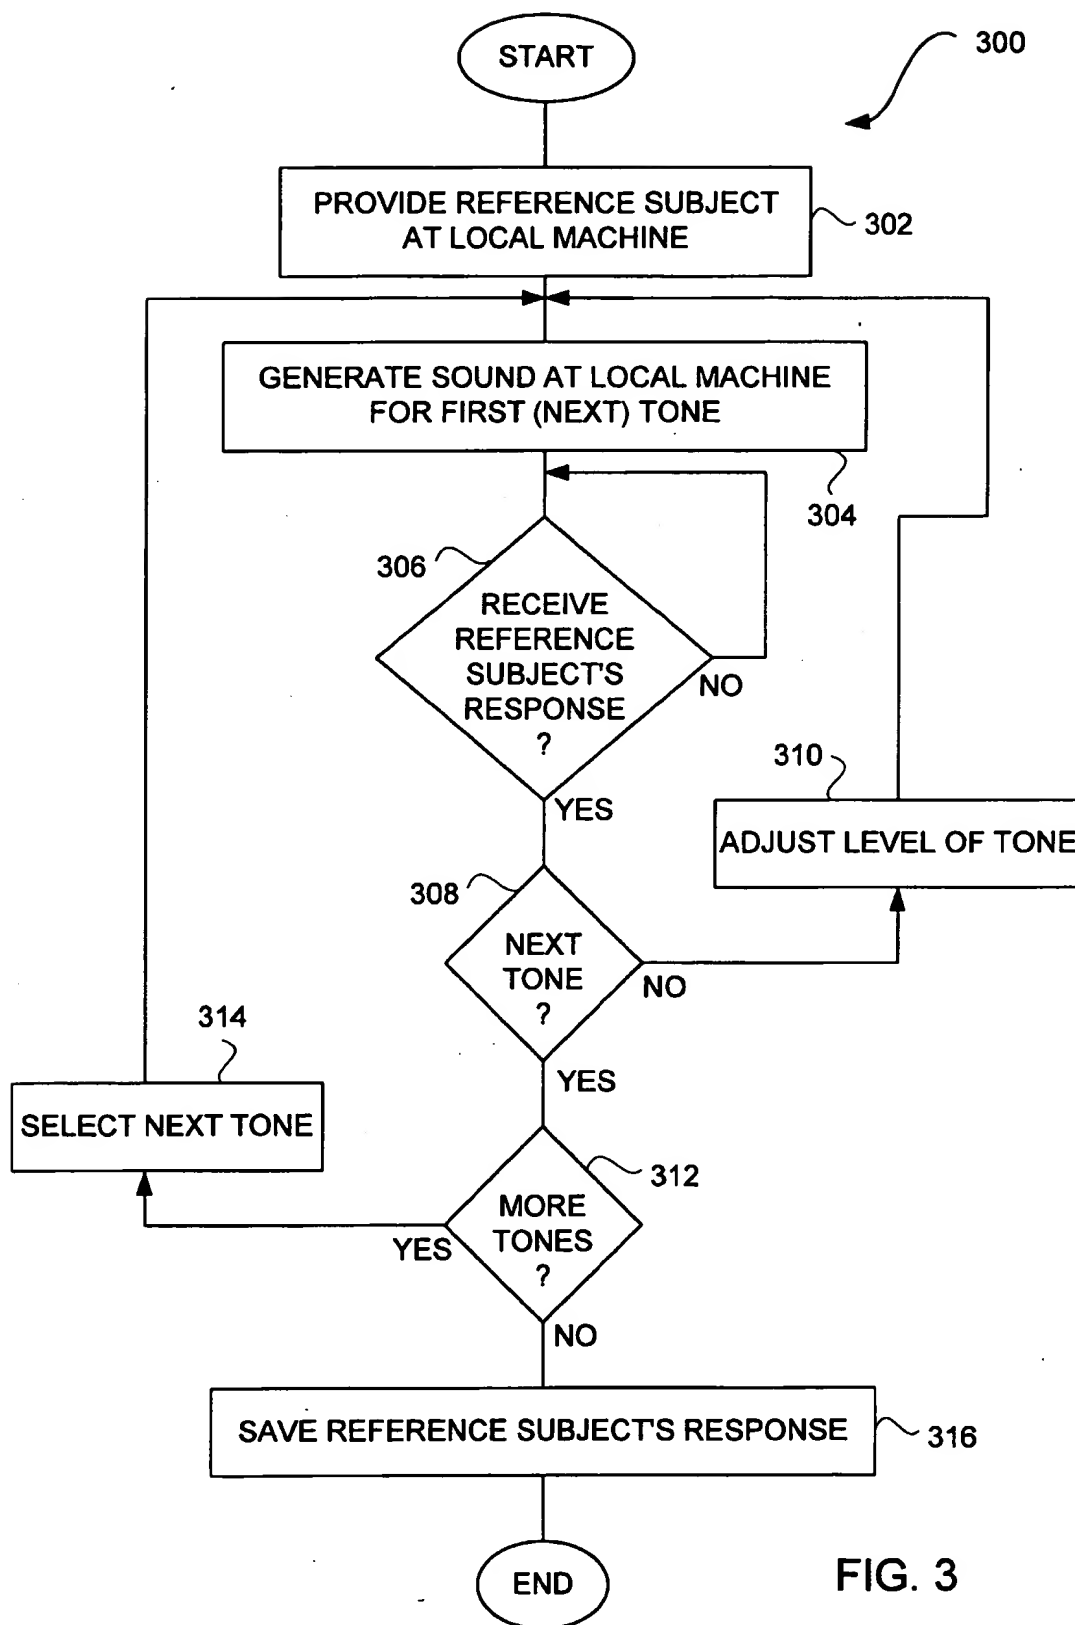 START
300
PROVIDE REFERENCE SUBJECT
AT LOCAL MACHINE
302
GENERATE SOUND AT LOCAL MACHINE
FOR FIRST (NEXT) TONE
304
306
RECEIVE
REFERENCE
SUBJECT'S
RESPONSE
?
NO
YES
310
ADJUST LEVEL OF TONE
308
NEXT
TONE
?
NO
YES
314
SELECT NEXT TONE
312
MORE
TONES
?
YES
NO
SAVE REFERENCE SUBJECT'S RESPONSE
316
END
FIG. 3